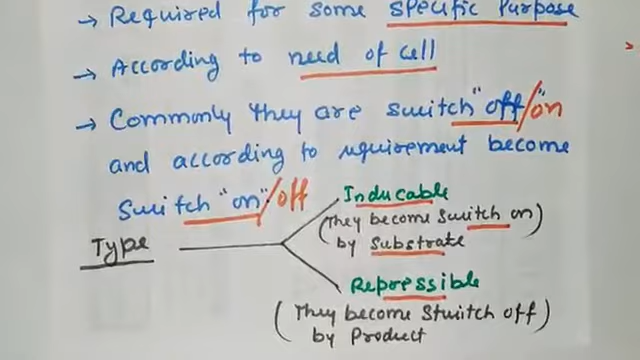 → Required for some specific purpose
→ According to need of cell
→ Commonly they are switch "off/"on
and according to requirement become
switch "on"/off
Type
Inducable
(They become switch on)
by Substrate
Repressible
(They become Stwitch off)
by Product